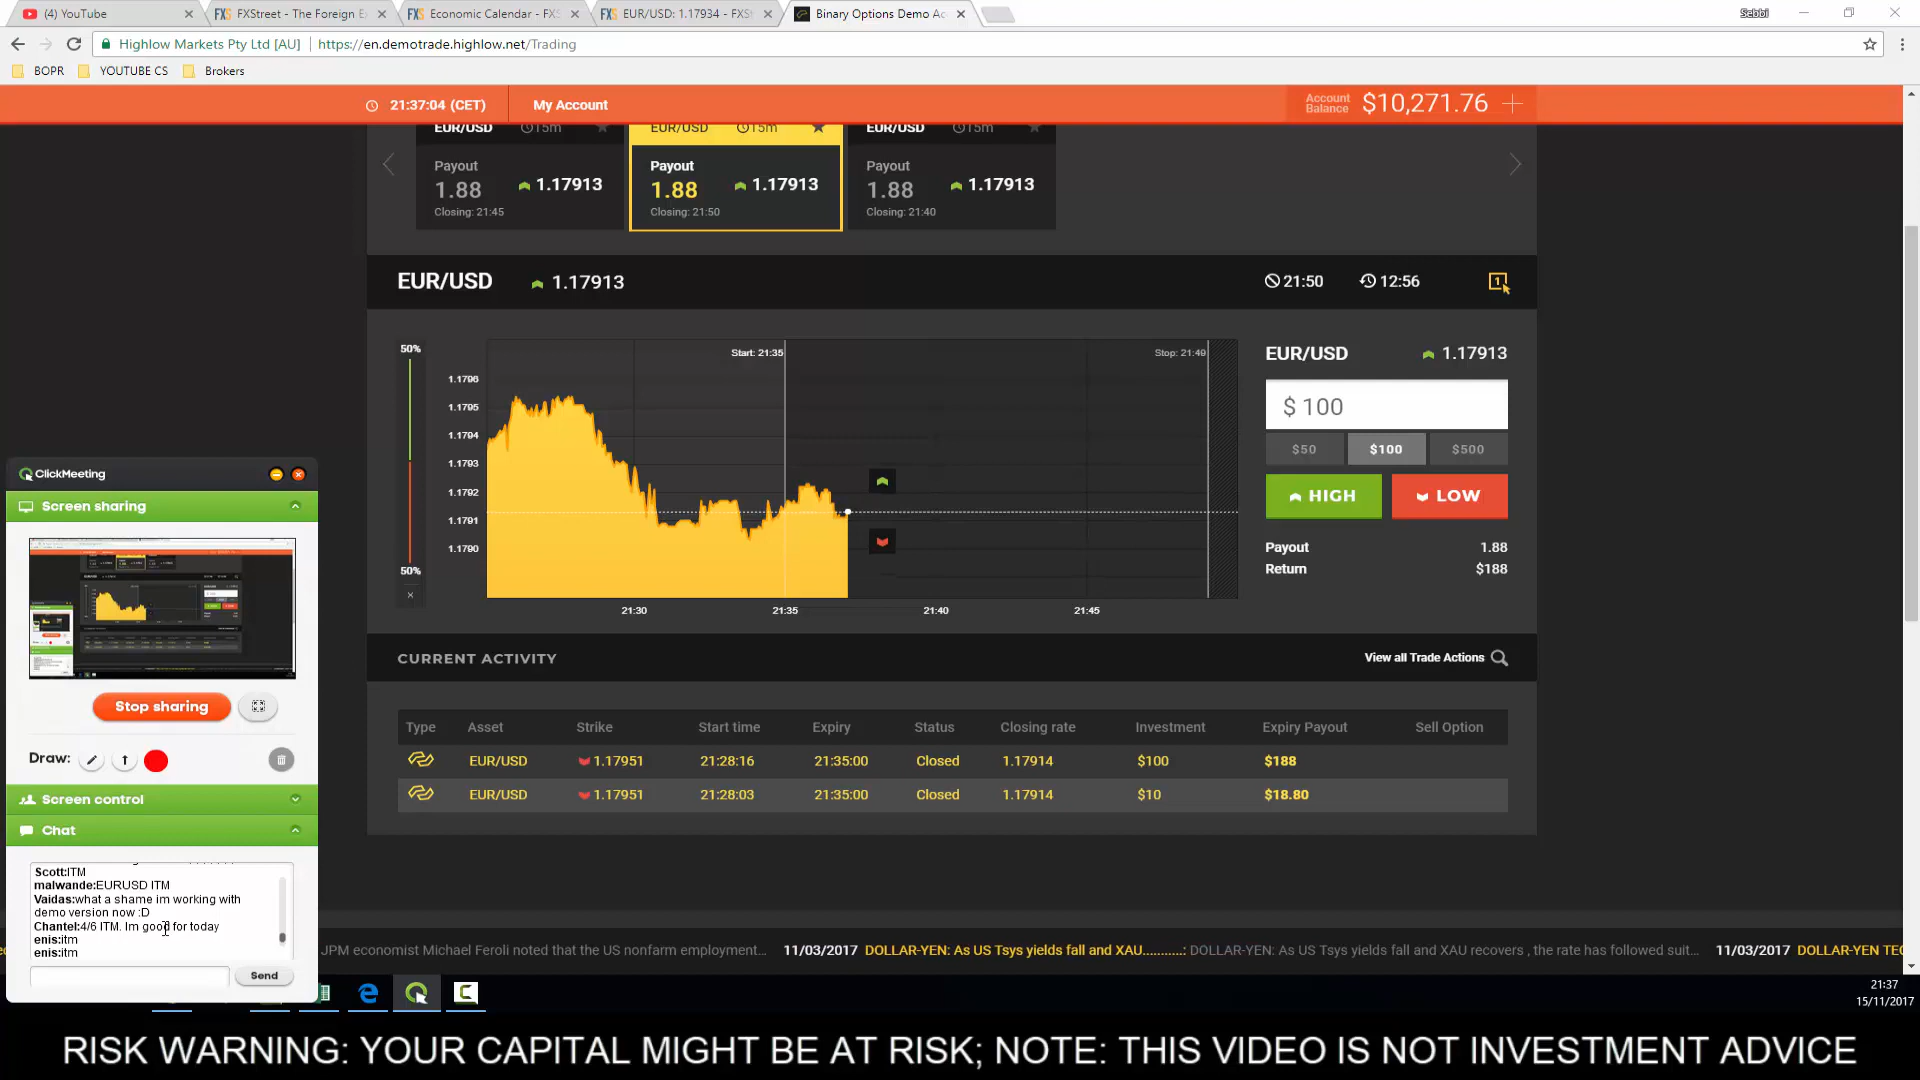 (4) YouTube
FXStreet - The Foreign Ex
Economic Calendar - FXS
EUR/USD: 1.17934 - FXSt
Binary Options Demo Ac
Sebbi
Highlow Markets Pty Ltd [AU]
https://en.demotrade.highlow.net/Trading
BOPR
YOUTUBE CS
Brokers
21:37:04 (CET)
My Account
Account
Balance
$10,271.76
EUR/USD 15m
Payout
1.88 1.17913
Closing: 21:45
EUR/USD 15m
Payout
1.88 1.17913
Closing: 21:50
EUR/USD 15m
Payout
1.88 1.17913
Closing: 21:40
EUR/USD 1.17913
21:50 12:56
50%
50%
1.1796
1.1795
1.1794
1.1793
1.1792
1.1791
1.1790
Start: 21:35
Stop: 21:49
21:30 21:35 21:40 21:45
EUR/USD 1.17913
$ 100
$50 $100 $500
HIGH LOW
Payout 1.88
Return $188
CURRENT ACTIVITY
View all Trade Actions
Type Asset Strike Start time Expiry Status Closing rate Investment Expiry Payout Sell Option
EUR/USD 1.17951 21:28:16 21:35:00 Closed 1.17914 $100 $188
EUR/USD 1.17951 21:28:03 21:35:00 Closed 1.17914 $10 $18.80
ClickMeeting
Screen sharing
Stop sharing
Draw:
Screen control
Chat
Scott:ITM
malwande:EURUSD ITM
Vaidas:what a shame im working with
demo version now :D
Chantel:4/6 ITM. Im good for today
enis:itm
enis:itm
Send
JPM economist Michael Feroli noted that the US nonfarm employment... 11/03/2017 DOLLAR-YEN: As US Tsys yields fall and XAU...........: DOLLAR-YEN: As US Tsys yields fall and XAU recovers , the rate has followed suit... 11/03/2017 DOLLAR-YEN TEC
21:37
15/11/2017
RISK WARNING: YOUR CAPITAL MIGHT BE AT RISK; NOTE: THIS VIDEO IS NOT INVESTMENT ADVICE